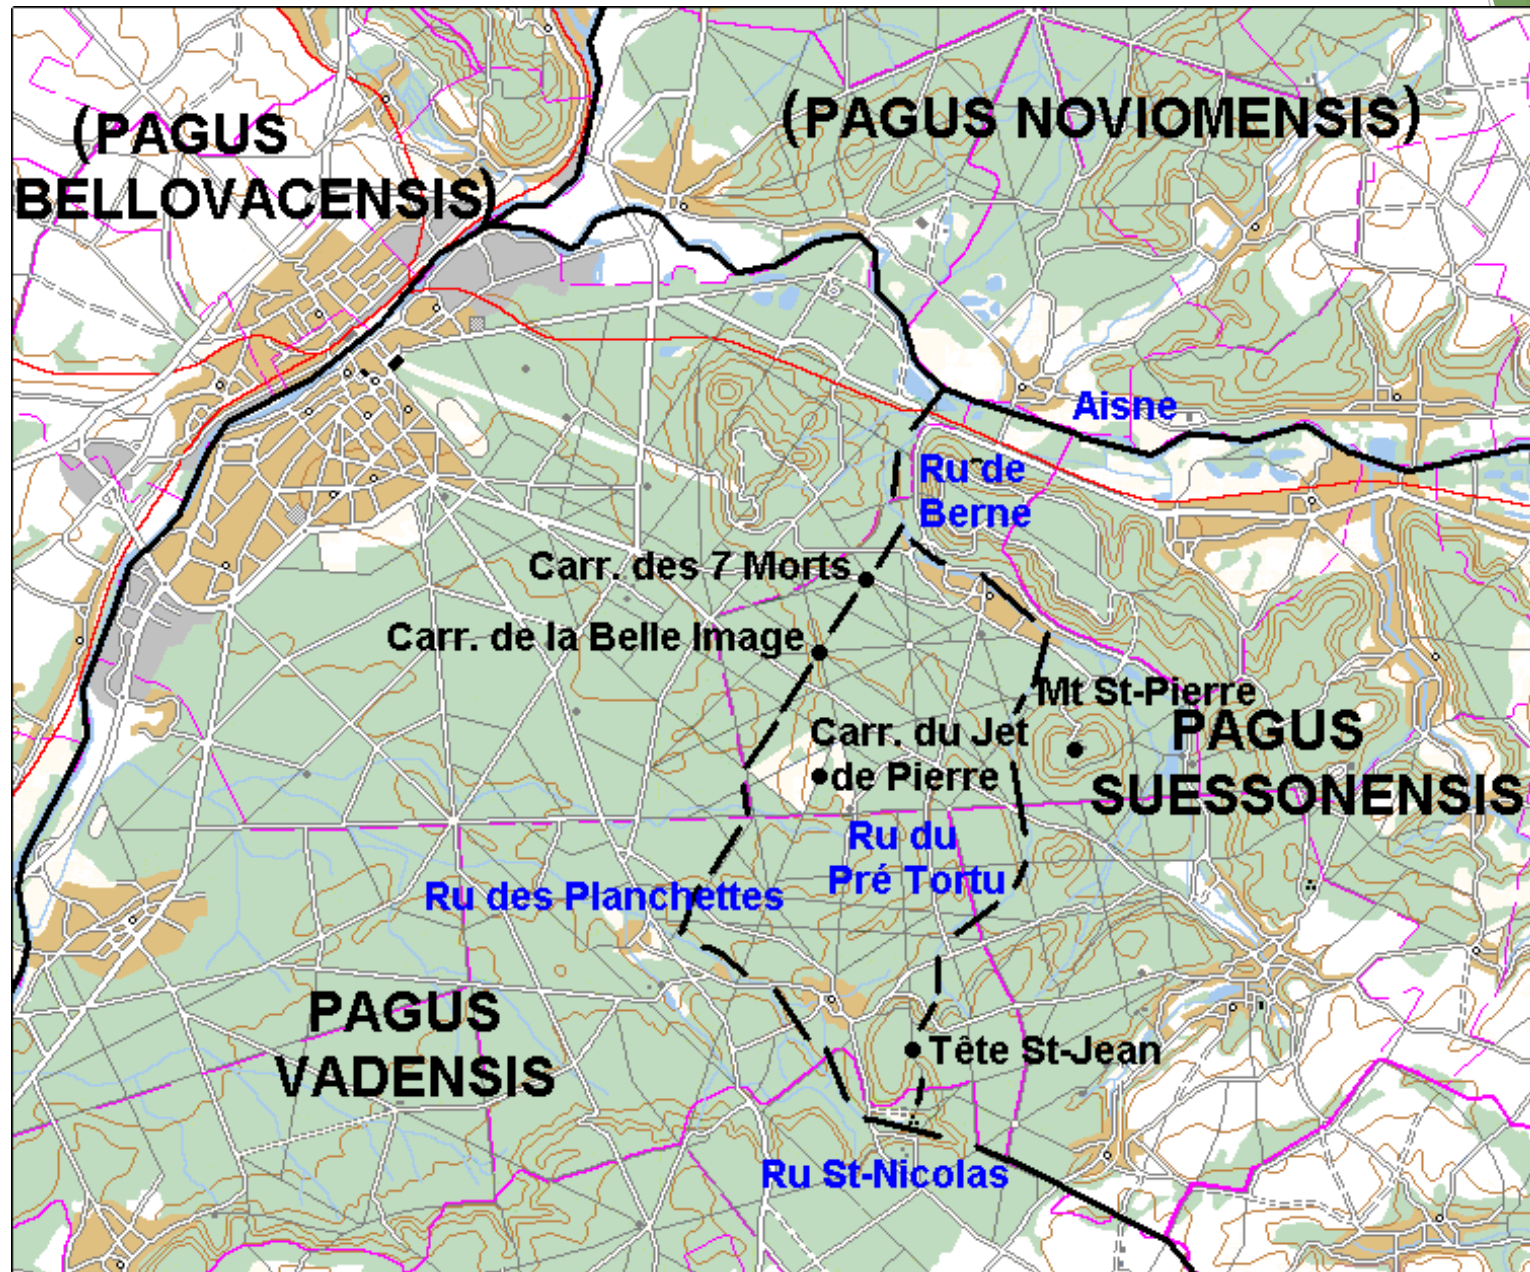 (PAGUS
BELLOVACENSIS)
(PAGUS NOVIOMENSIS)
Aisne
Ru de
Berne
Carr. des 7 Morts
Carr. de la Belle Image
Mt St-Pierre
Carr. du Jet
de Pierre
PAGUS
SUESSONENSIS
Ru du
Pré Tortu
Ru des Planchettes
PAGUS
VADENSIS
Tête St-Jean
Ru St-Nicolas